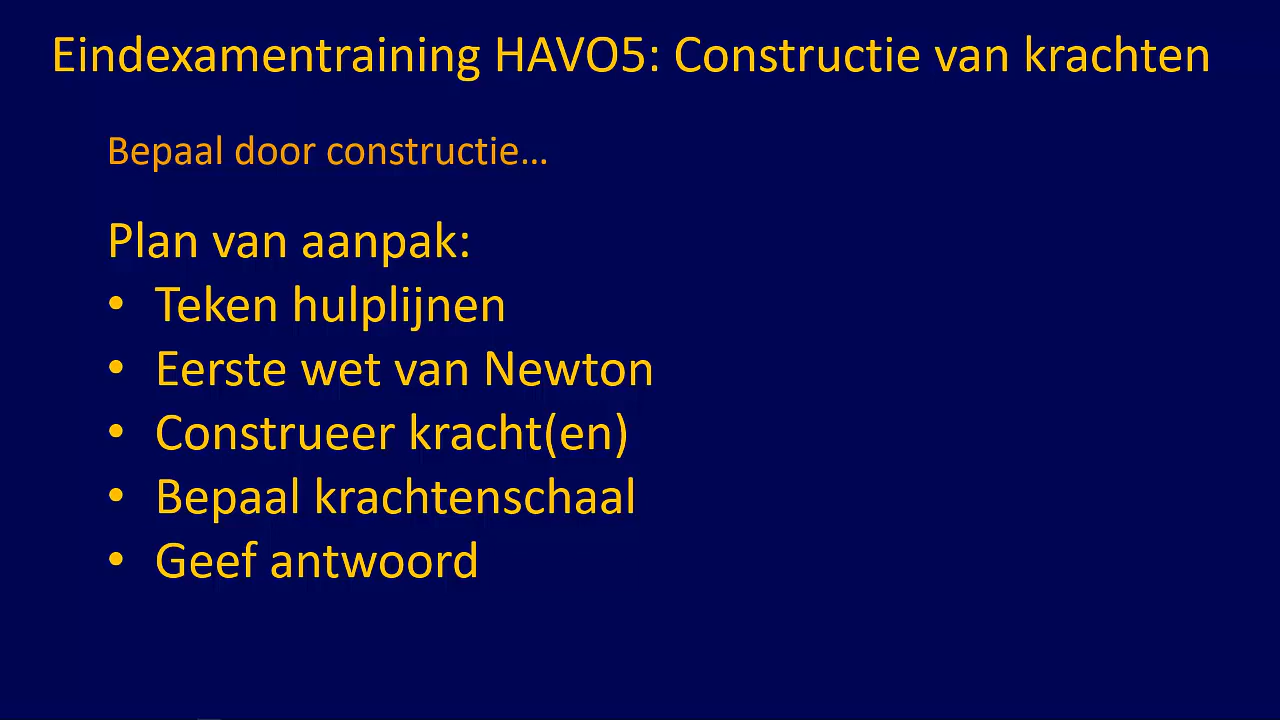 Eindexamentraining HAVO5: Constructie van krachten
Bepaal door constructie...
Plan van aanpak:
• Teken hulplijnen
• Eerste wet van Newton
• Construeer kracht(en)
• Bepaal krachtenschaal
• Geef antwoord